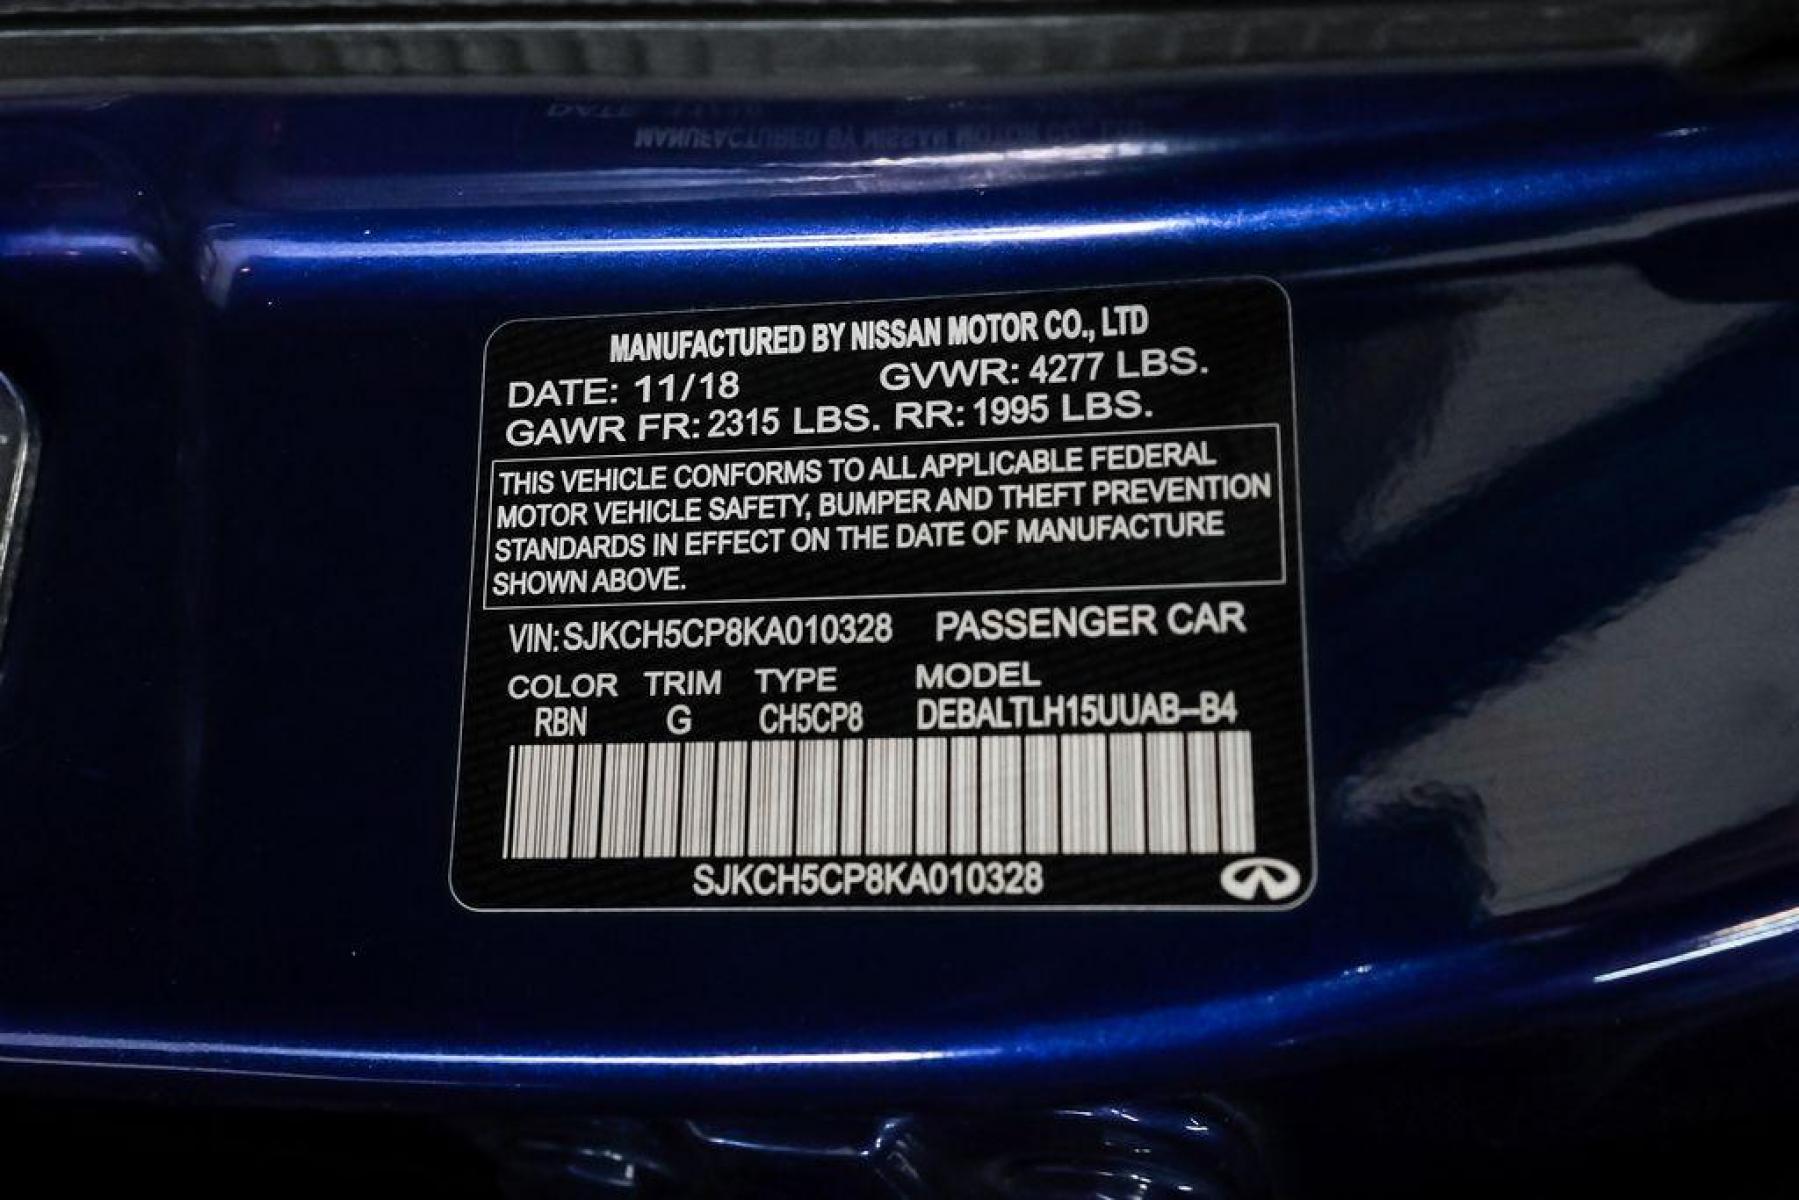 MANUFACTURED BY NISSAN MOTOR CO., LTD
DATE: 11/18 GVWR: 4277 LBS.
GAWR FR: 2315 LBS. RR: 1995 LBS.
THIS VEHICLE CONFORMS TO ALL APPLICABLE FEDERAL
MOTOR VEHICLE SAFETY, BUMPER AND THEFT PREVENTION
STANDARDS IN EFFECT ON THE DATE OF MANUFACTURE
SHOWN ABOVE.
VIN: SJKCH5CP8KA010328 PASSENGER CAR
COLOR TRIM TYPE MODEL
RBN G CH5CP8 DEBALTLH15UUAB--B4
SJKCH5CP8KA010328